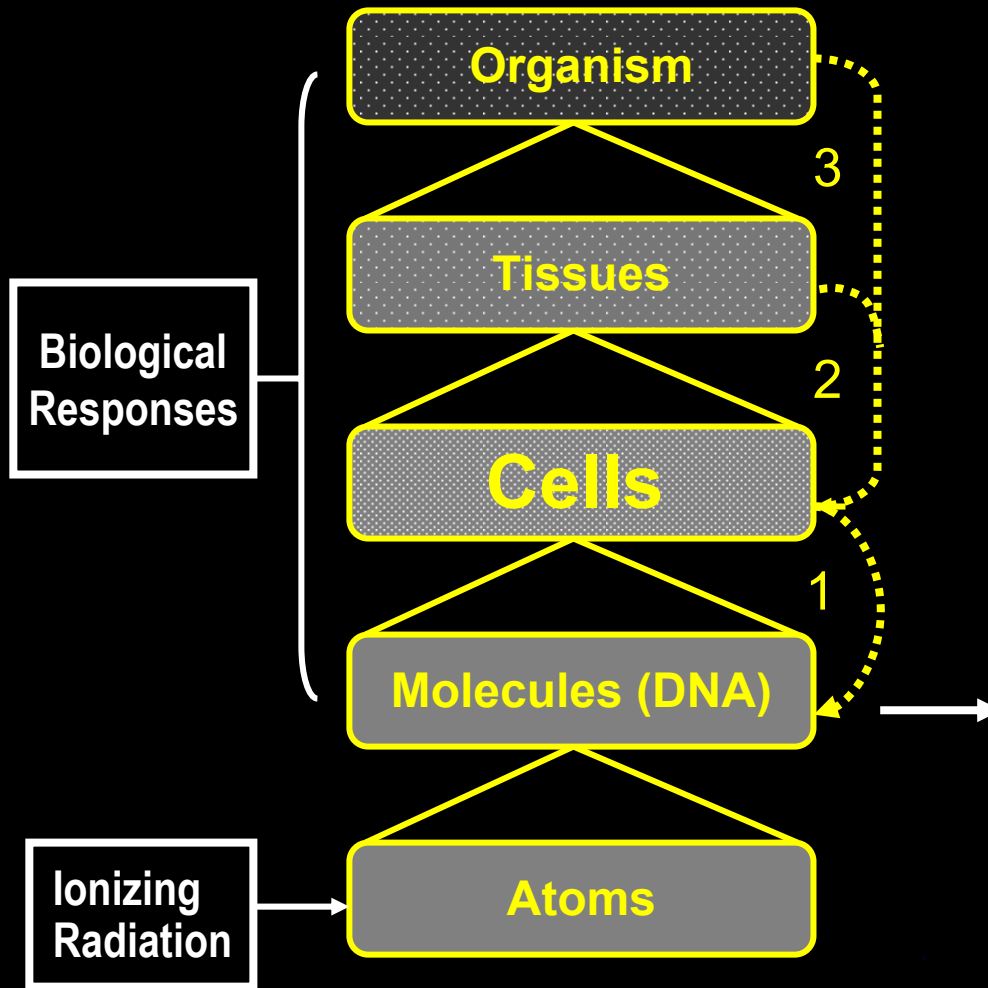 Organism
3
Tissues
Biological
Responses
2
Cells
1
Molecules (DNA)
Ionizing
Radiation
Atoms